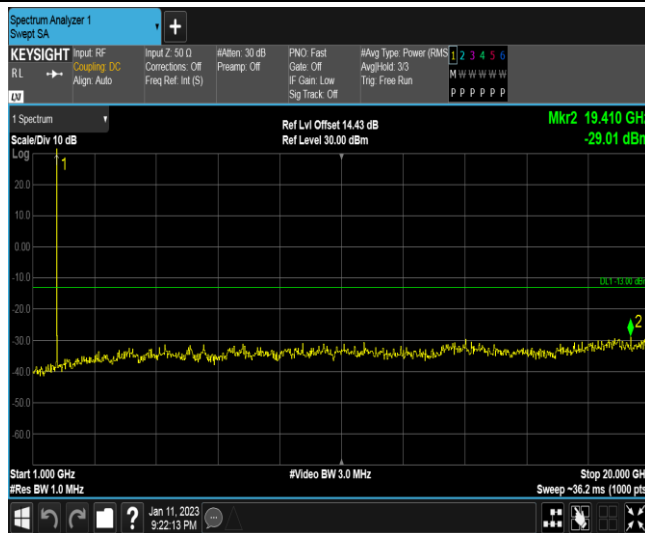 Spectrum Analyzer 1
Swept SA
+
KEYSIGHT
RL
LXI
Input: RF
Coupling: DC
Align: Auto
Input Z: 50 Ω
Corrections: Off
Freq Ref: Int (S)
#Atten: 30 dB
Preamp: Off
PNO: Fast
Gate: Off
IF Gain: Low
Sig Track: Off
#Avg Type: Power (RMS
Avg|Hold: 3/3
Trig: Free Run
1 2 3 4 5 6
M W W W W W
P P P P P P
1 Spectrum
Scale/Div 10 dB
Ref Lvl Offset 14.43 dB
Ref Level 30.00 dBm
Mkr2 19.410 GHz
-29.01 dBm
Log
1
20.0
10.0
0.00
-10.0
DL1 -13.00 dBm
-20.0
2
-30.0
-40.0
-50.0
-60.0
Start 1.000 GHz
#Video BW 3.0 MHz
Stop 20.000 GHz
#Res BW 1.0 MHz
Sweep ~36.2 ms (1000 pts)
?
Jan 11, 2023
9:22:13 PM